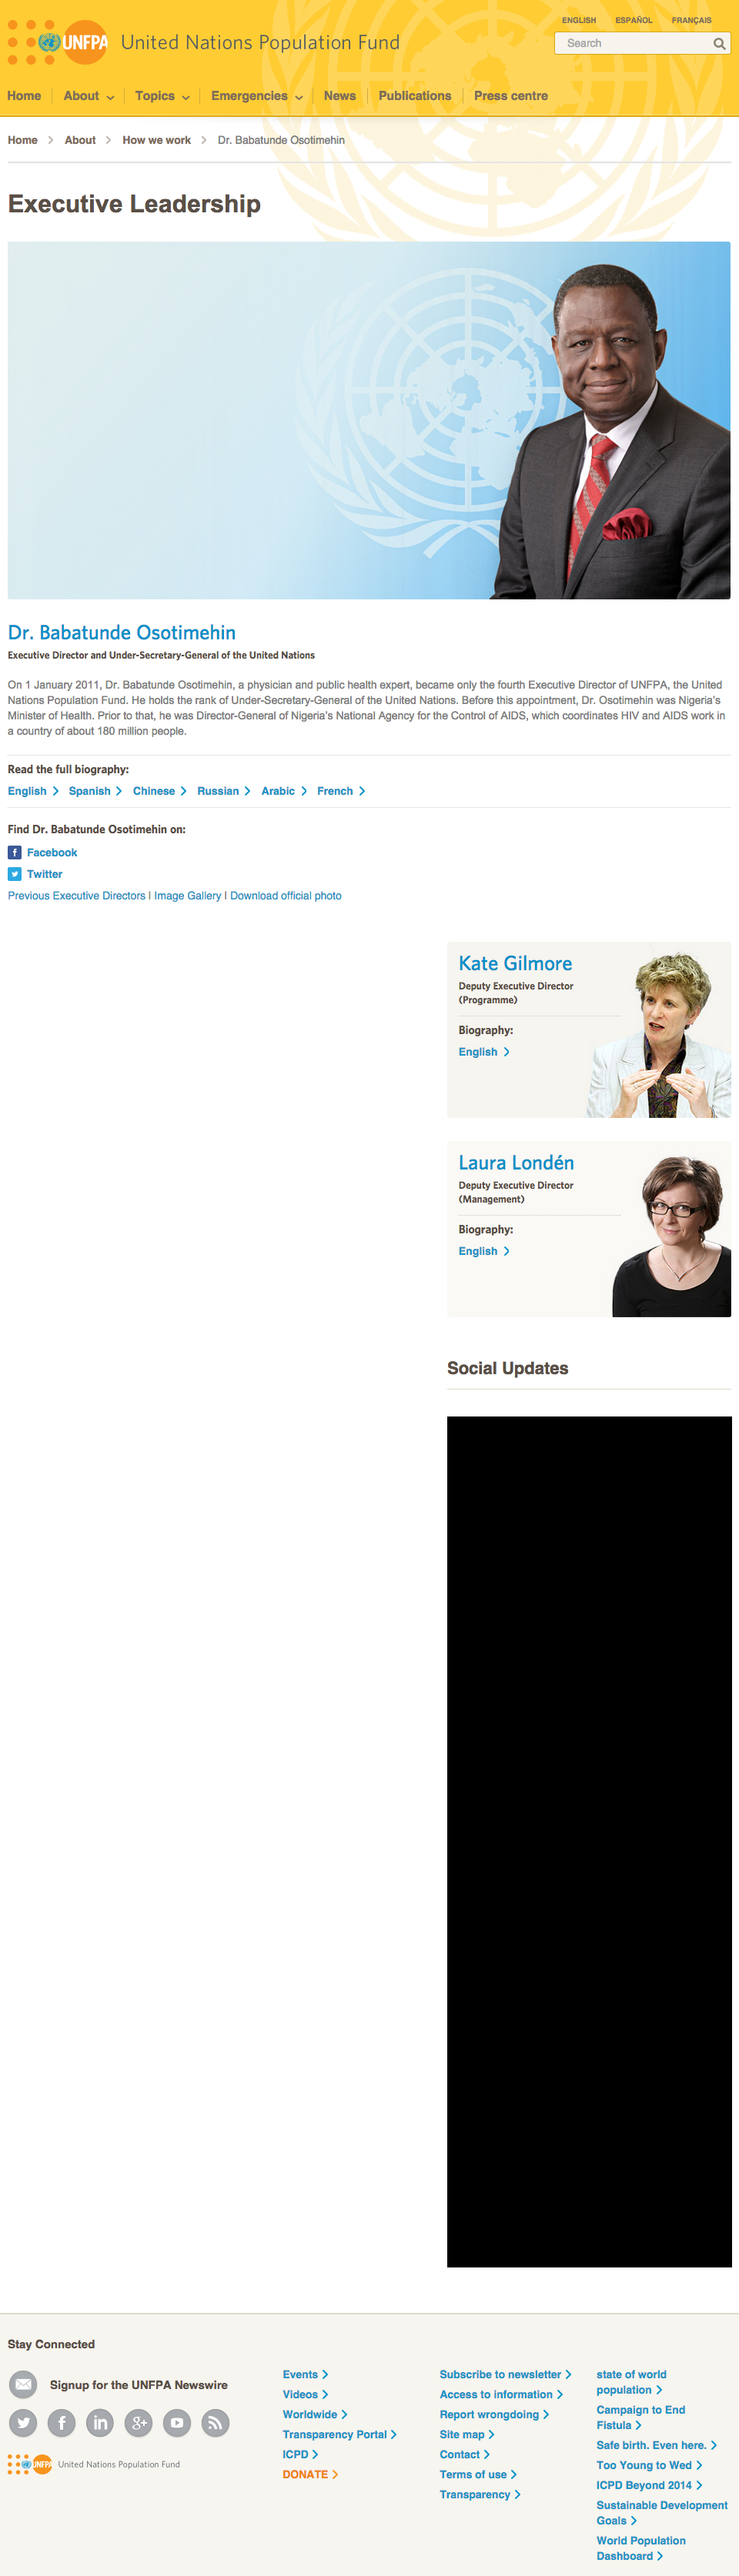 ENGLISH ESPAÑOL FRANÇAIS
UNFPA United Nations Population Fund
Search
Home About Topics Emergencies News Publications Press centre
Home About How we work Dr. Babatunde Osotimehin
Executive Leadership
Dr. Babatunde Osotimehin
Executive Director and Under-Secretary-General of the United Nations
On 1 January 2011, Dr. Babatunde Osotimehin, a physician and public health expert, became only the fourth Executive Director of UNFPA, the United
Nations Population Fund. He holds the rank of Under-Secretary-General of the United Nations. Before this appointment, Dr. Osotimehin was Nigeria's
Minister of Health. Prior to that, he was Director-General of Nigeria's National Agency for the Control of AIDS, which coordinates HIV and AIDS work in
a country of about 180 million people.
Read the full biography:
English Spanish Chinese Russian Arabic French
Find Dr. Babatunde Osotimehin on:
Facebook
Twitter
Previous Executive Directors | Image Gallery | Download official photo
Kate Gilmore
Deputy Executive Director
(Programme)
Biography:
English
Laura Londén
Deputy Executive Director
(Management)
Biography:
English
Social Updates
Stay Connected
Signup for the UNFPA Newswire
UNFPA United Nations Population Fund
Events
Videos
Worldwide
Transparency Portal
ICPD
DONATE
Subscribe to newsletter
Access to information
Report wrongdoing
Site map
Contact
Terms of use
Transparency
state of world
population
Campaign to End
Fistula
Safe birth. Even here.
Too Young to Wed
ICPD Beyond 2014
Sustainable Development
Goals
World Population
Dashboard